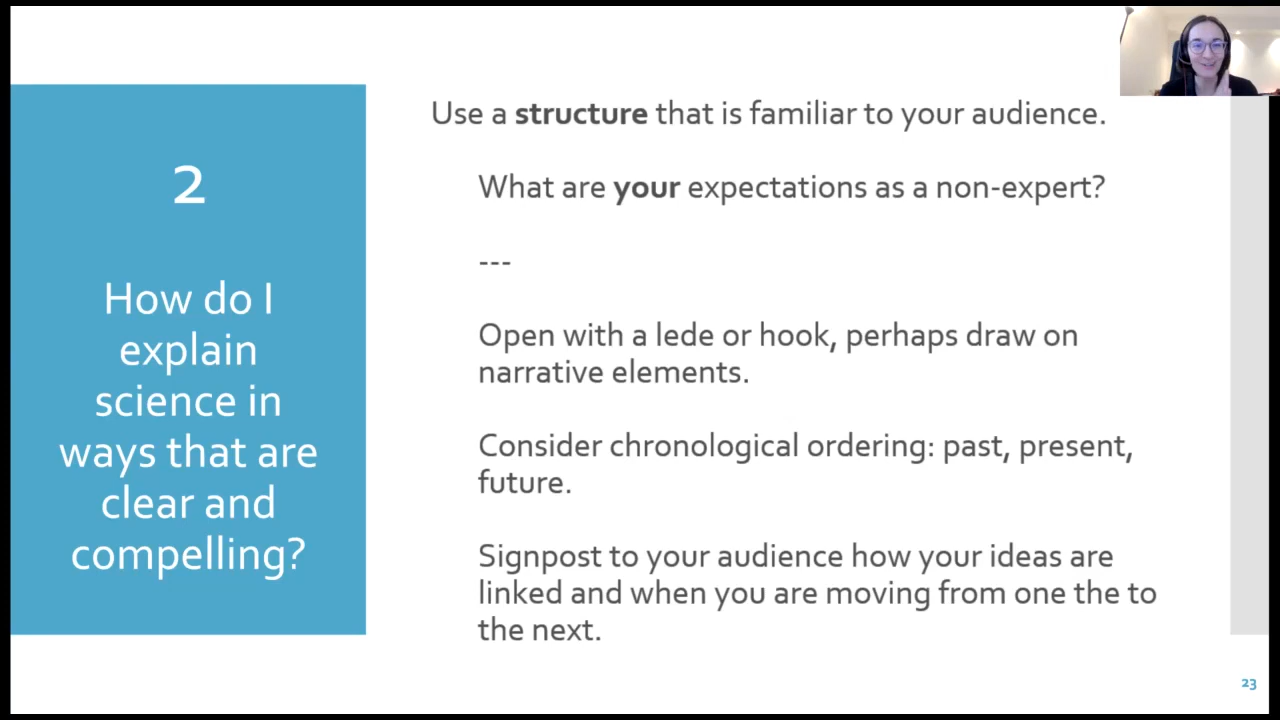 2
How do I
explain
science in
ways that are
clear and
compelling?
Use a structure that is familiar to your audience.
What are your expectations as a non-expert?
---
Open with a lede or hook, perhaps draw on
narrative elements.
Consider chronological ordering: past, present,
future.
Signpost to your audience how your ideas are
linked and when you are moving from one the to
the next.
23